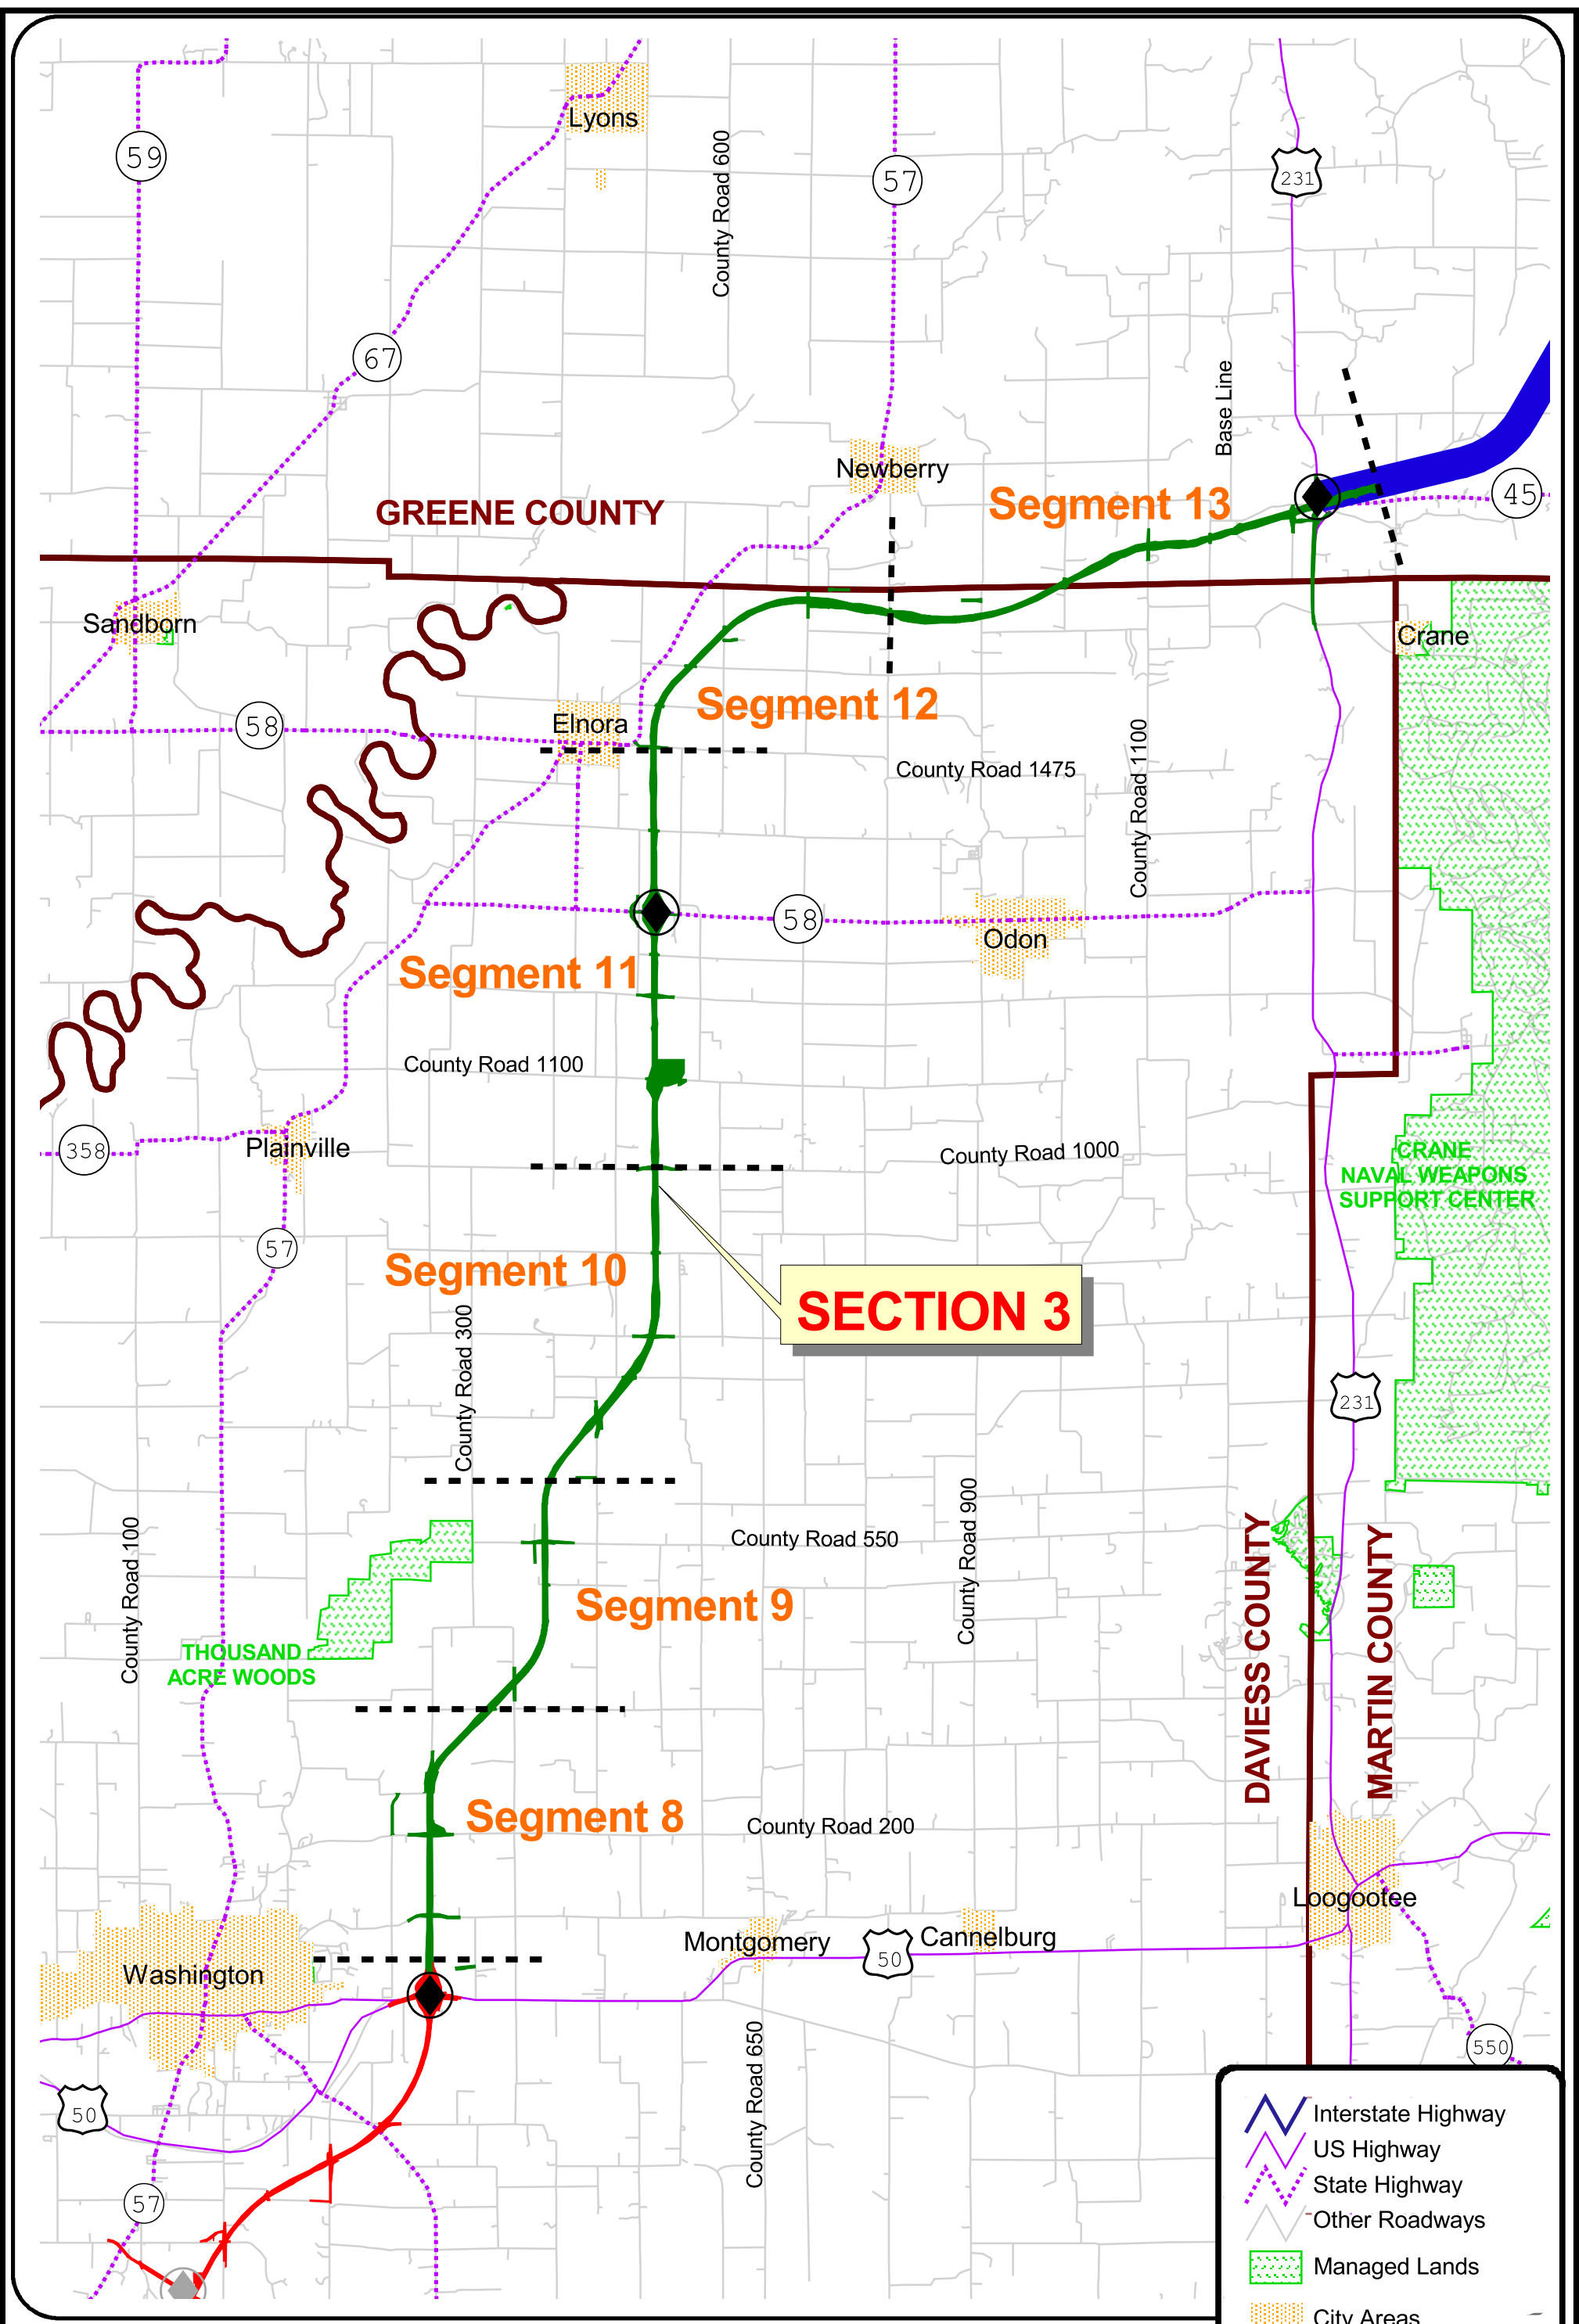 Lyons
59
County Road 600
57
231
67
Base Line
Newberry
Segment 13
45
GREENE COUNTY
Sandborn
Crane
Segment 12
58
Elnora
County Road 1475
County Road 1100
58
Odon
Segment 11
County Road 1100
358
Plainville
County Road 1000
CRANE
NAVAL WEAPONS
SUPPORT CENTER
57
Segment 10
SECTION 3
County Road 300
231
County Road 100
County Road 550
County Road 900
DAVIESS COUNTY
MARTIN COUNTY
Segment 9
THOUSAND
ACRE WOODS
Segment 8
County Road 200
Loogootee
Montgomery
50
Cannelburg
Washington
County Road 650
550
50
57
Interstate Highway
US Highway
State Highway
Other Roadways
Managed Lands
City Areas